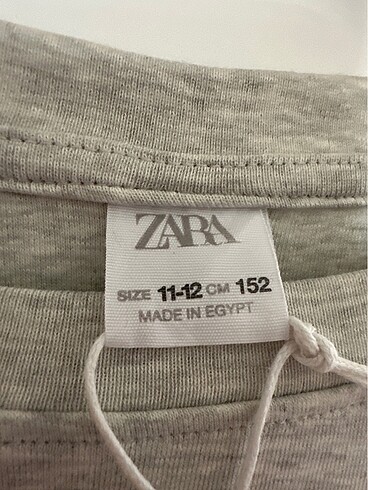 ZARA
SIZE 11-12 CM 152
MADE IN EGYPT